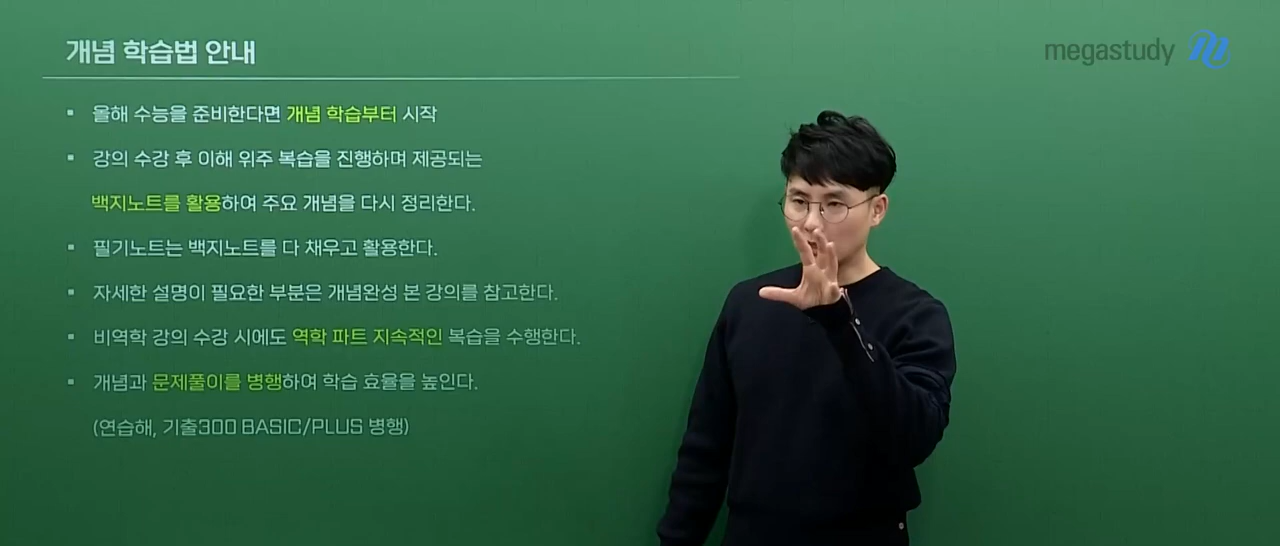 개념 학습법 안내
megastudy
올해 수능을 준비한다면 개념 학습부터 시작
강의 수강 후 이해 위주 복습을 진행하며 제공되는
백지노트를 활용하여 주요 개념을 다시 정리한다.
필기노트는 백지노트를 다 채우고 활용한다.
자세한 설명이 필요한 부분은 개념완성 본 강의를 참고한다.
비역학 강의 수강 시에도 역학 파트 지속적인 복습을 수행한다.
개념과 문제풀이를 병행하여 학습 효율을 높인다.
(연습해, 기출300 BASIC/PLUS 병행)